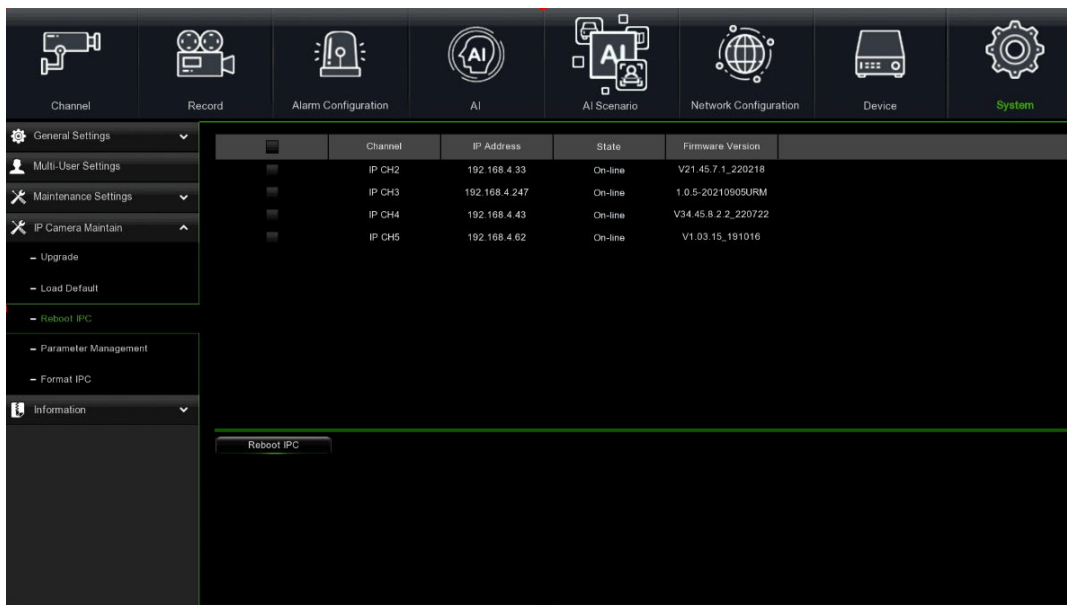 AI
AI
Channel Record Alarm Configuration AI AI Scenario Network Configuration Device System
General Settings
Multi-User Settings
Maintenance Settings
IP Camera Maintain
– Upgrade
– Load Default
– Reboot IPC
– Parameter Management
– Format IPC
Information
Channel IP Address State Firmware Version
IP CH2 192.168.4.33 On-line V21.45.7.1_220218
IP CH3 192.168.4.247 On-line 1.0.5-20210905URM
IP CH4 192.168.4.43 On-line V34.45.8.2.2_220722
IP CH5 192.168.4.62 On-line V1.03.15_191016
Reboot IPC